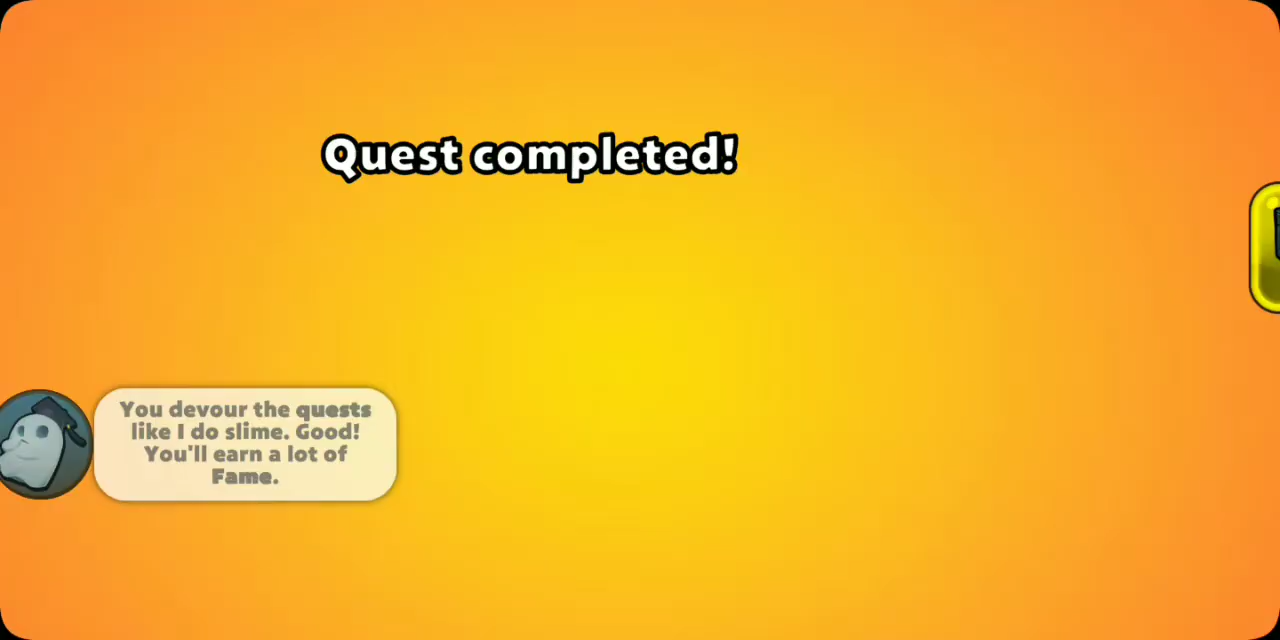 Quest completed!
You devour the quests
like I do slime. Good!
You'll earn a lot of
Fame.